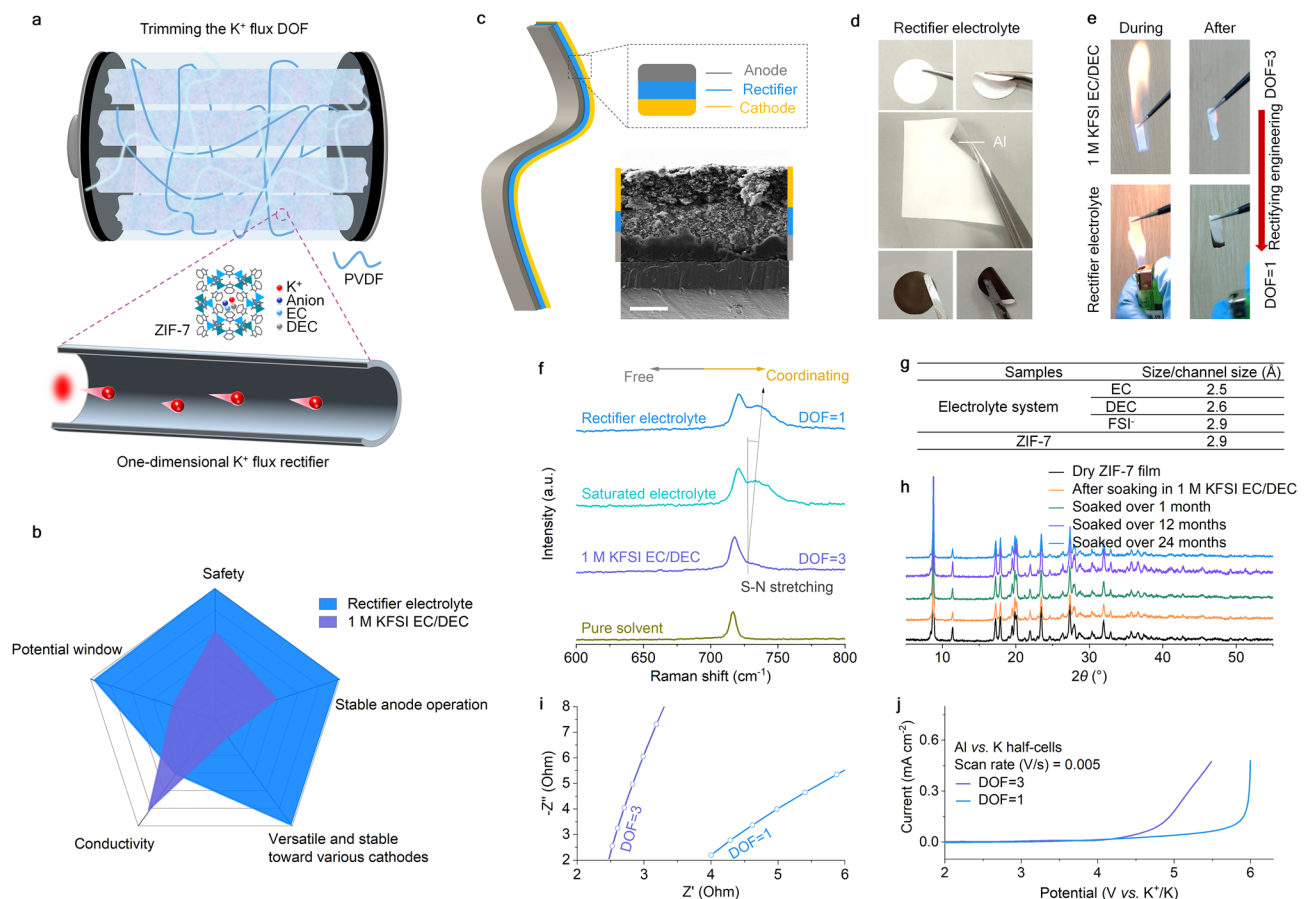 a
Trimming the K⁺ flux DOF
PVDF
K⁺
Anion
EC
DEC
ZIF-7
One-dimensional K⁺ flux rectifier
b
Safety
Rectifier electrolyte
1 M KFSI EC/DEC
Potential window
Stable anode operation
Conductivity
Versatile and stable
toward various cathodes
c
Anode
Rectifier
Cathode
d
Rectifier electrolyte
Al
e
During
After
1 M KFSI EC/DEC
Rectifier electrolyte
DOF=3
Rectifying engineering
DOF=1
f
Free
Coordinating
Rectifier electrolyte
DOF=1
Saturated electrolyte
1 M KFSI EC/DEC
DOF=3
S-N stretching
Pure solvent
Intensity (a.u.)
600 650 700 750 800
Raman shift (cm⁻¹)
g
Samples Size/channel size (Å)
Electrolyte system
EC 2.5
DEC 2.6
FSI⁻ 2.9
ZIF-7 2.9
h
Dry ZIF-7 film
After soaking in 1 M KFSI EC/DEC
Soaked over 1 month
Soaked over 12 months
Soaked over 24 months
10 20 30 40 50
2θ (°)
i
8
7
6
5
4
3
2
-Z'' (Ohm)
DOF=3
DOF=1
2 3 4 5 6
Z' (Ohm)
j
Al vs. K half-cells
Scan rate (V/s) = 0.005
DOF=3
DOF=1
0.6
0.3
0.0
Current (mA cm⁻²)
2 3 4 5 6
Potential (V vs. K⁺/K)